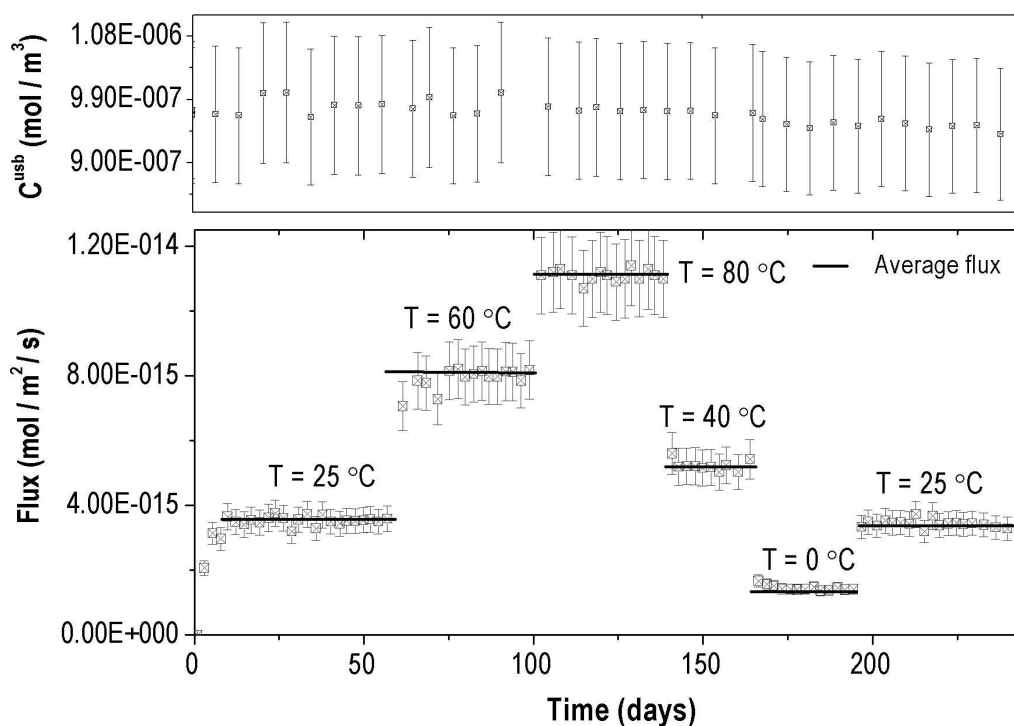 1.08E-006
9.90E-007
9.00E-007
C^usb (mol / m^3)
1.20E-014
8.00E-015
4.00E-015
0.00E+000
Flux (mol / m^2 / s)
T = 25 °C
T = 60 °C
T = 80 °C
Average flux
T = 40 °C
T = 0 °C
T = 25 °C
0 50 100 150 200
Time (days)